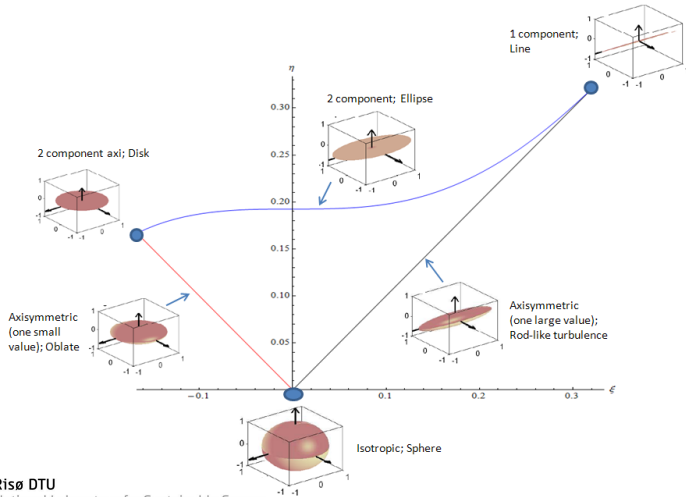 1 component;
Line
η
2 component; Ellipse
0.30
0.25
0.20
0.15
0.10
0.05
2 component axi; Disk
Axisymmetric
(one small
value); Oblate
Axisymmetric
(one large value);
Rod-like turbulence
-0.1
0.1
0.2
0.3
ξ
Isotropic; Sphere
Risø DTU